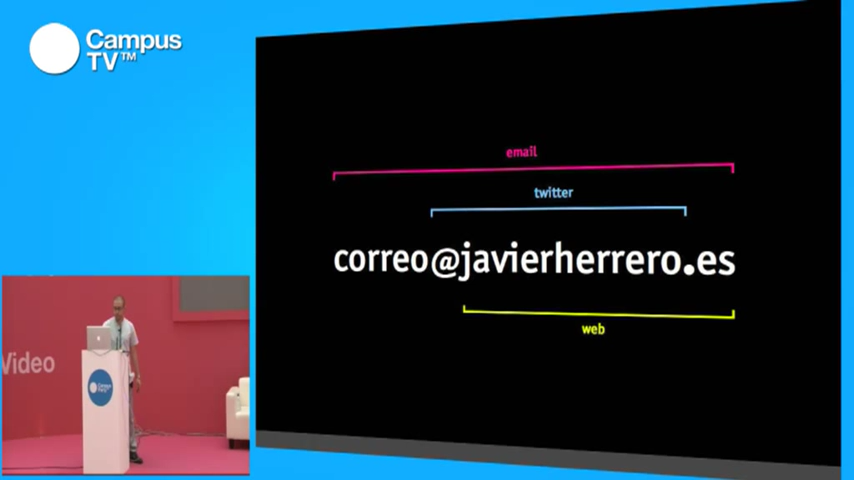 Campus
TV™
email
twitter
correo@javierherrero.es
web
Video